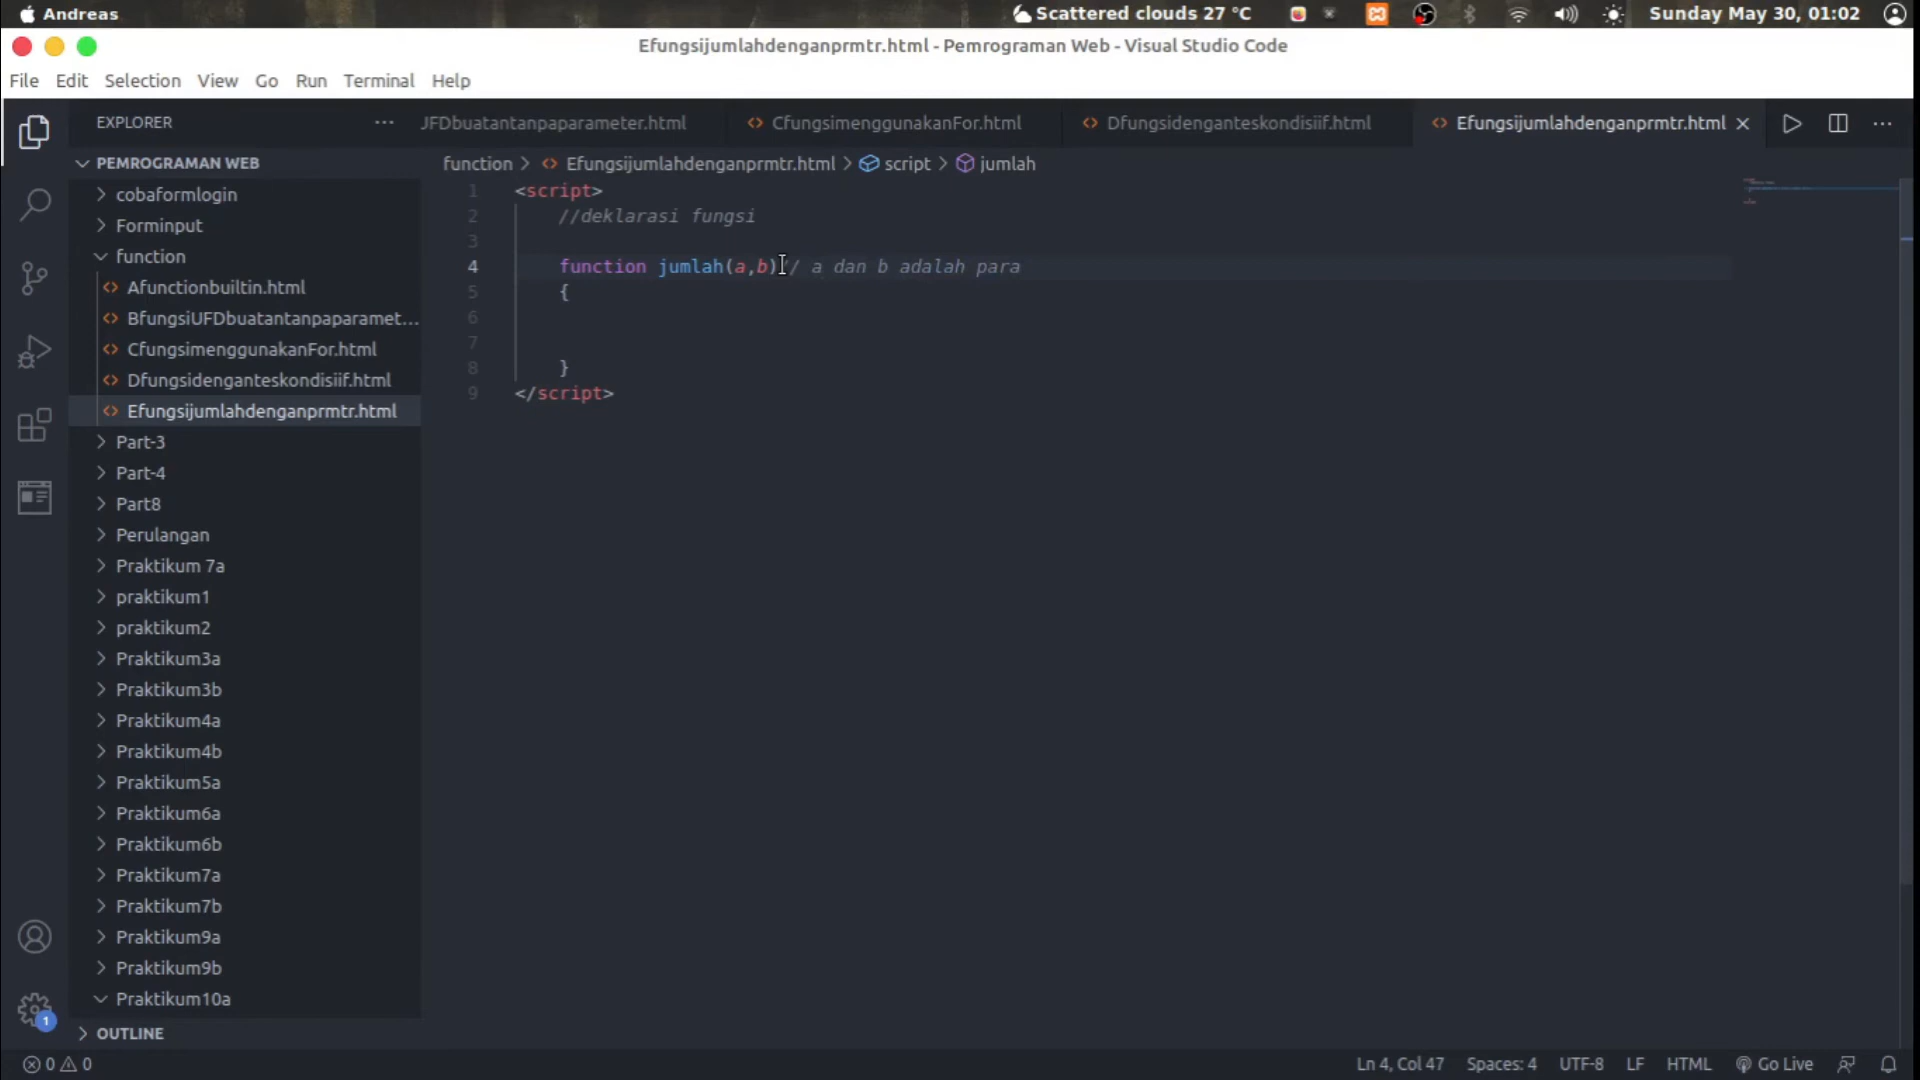 Andreas
Scattered clouds 27 °C
Sunday May 30, 01:02
Efungsijumlahdenganprmtr.html - Pemrograman Web - Visual Studio Code
File Edit Selection View Go Run Terminal Help
EXPLORER
JFDbuatantanpaparameter.html
CfungsimenggunakanFor.html
Dfungsidenganteskondisiif.html
Efungsijumlahdenganprmtr.html
PEMROGRAMAN WEB
function > Efungsijumlahdenganprmtr.html > script > jumlah
cobaformlogin
Forminput
function
Afunctionbuiltin.html
BfungsiUFDbuatantanpaparamet...
CfungsimenggunakanFor.html
Dfungsidenganteskondisiif.html
Efungsijumlahdenganprmtr.html
Part-3
Part-4
Part8
Perulangan
Praktikum 7a
praktikum1
praktikum2
Praktikum3a
Praktikum3b
Praktikum4a
Praktikum4b
Praktikum5a
Praktikum6a
Praktikum6b
Praktikum7a
Praktikum7b
Praktikum9a
Praktikum9b
Praktikum10a
OUTLINE
1 <script>
2 //deklarasi fungsi
3
4 function jumlah(a,b)// a dan b adalah para
5 {
6
7
8 }
9 </script>
1
0 0
Ln 4, Col 47 Spaces: 4 UTF-8 LF HTML Go Live